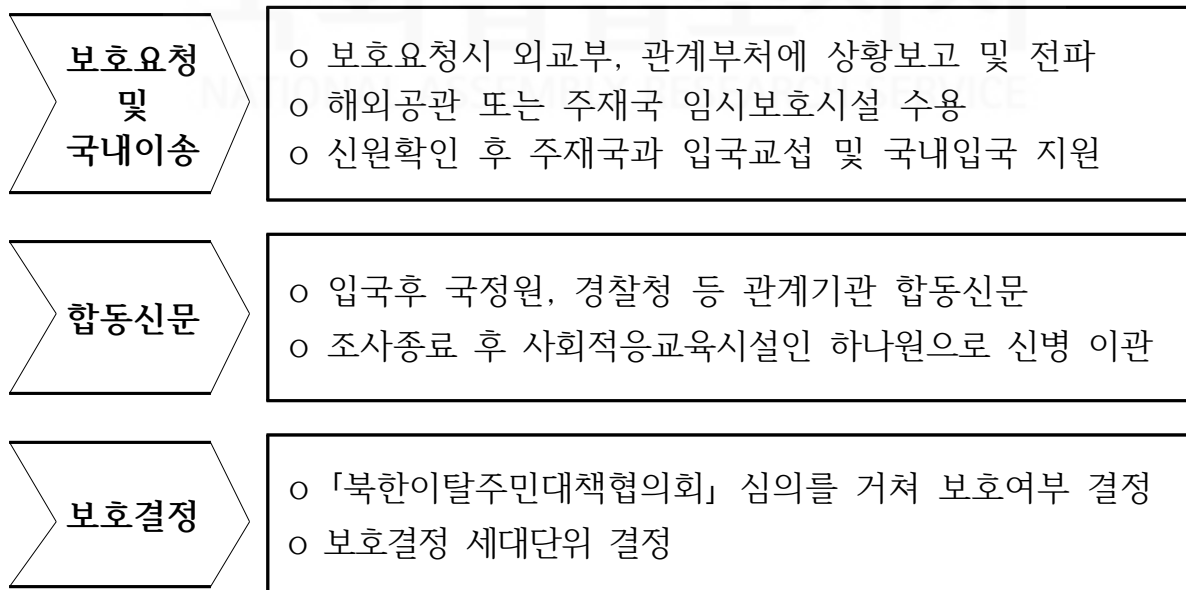 보호요청
및
국내이송
o 보호요청시 외교부, 관계부처에 상황보고 및 전파
o 해외공관 또는 주재국 임시보호시설 수용
o 신원확인 후 주재국과 입국교섭 및 국내입국 지원
NATIONAL ASSEMBLY RESEARCH SERVICE
합동신문
o 입국후 국정원, 경찰청 등 관계기관 합동신문
o 조사종료 후 사회적응교육시설인 하나원으로 신병 이관
보호결정
o 「북한이탈주민대책협의회」 심의를 거쳐 보호여부 결정
o 보호결정 세대단위 결정